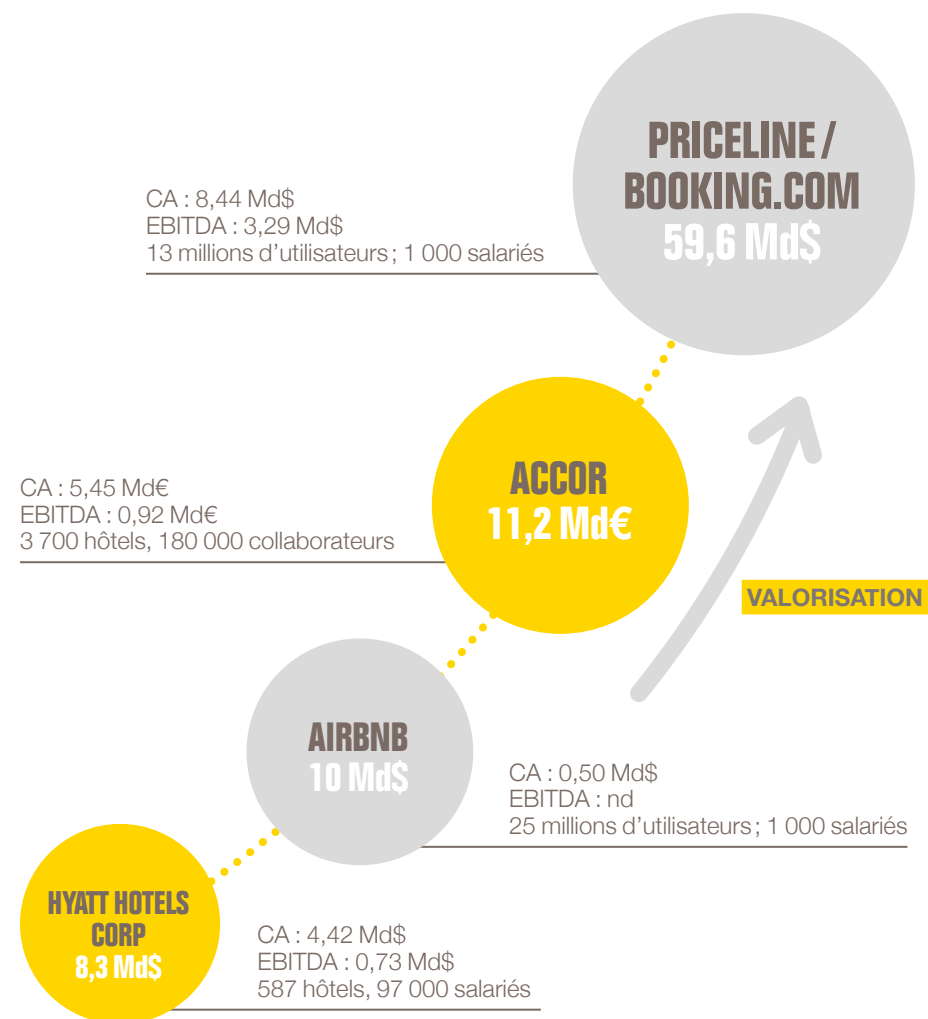 PRICELINE /
BOOKING.COM
59,6 Md$
CA : 8,44 Md$
EBITDA : 3,29 Md$
13 millions d’utilisateurs ; 1 000 salariés
ACCOR
11,2 Md€
CA : 5,45 Md€
EBITDA : 0,92 Md€
3 700 hôtels, 180 000 collaborateurs
VALORISATION
AIRBNB
10 Md$
CA : 0,50 Md$
EBITDA : nd
25 millions d’utilisateurs ; 1 000 salariés
HYATT HOTELS
CORP
8,3 Md$
CA : 4,42 Md$
EBITDA : 0,73 Md$
587 hôtels, 97 000 salariés